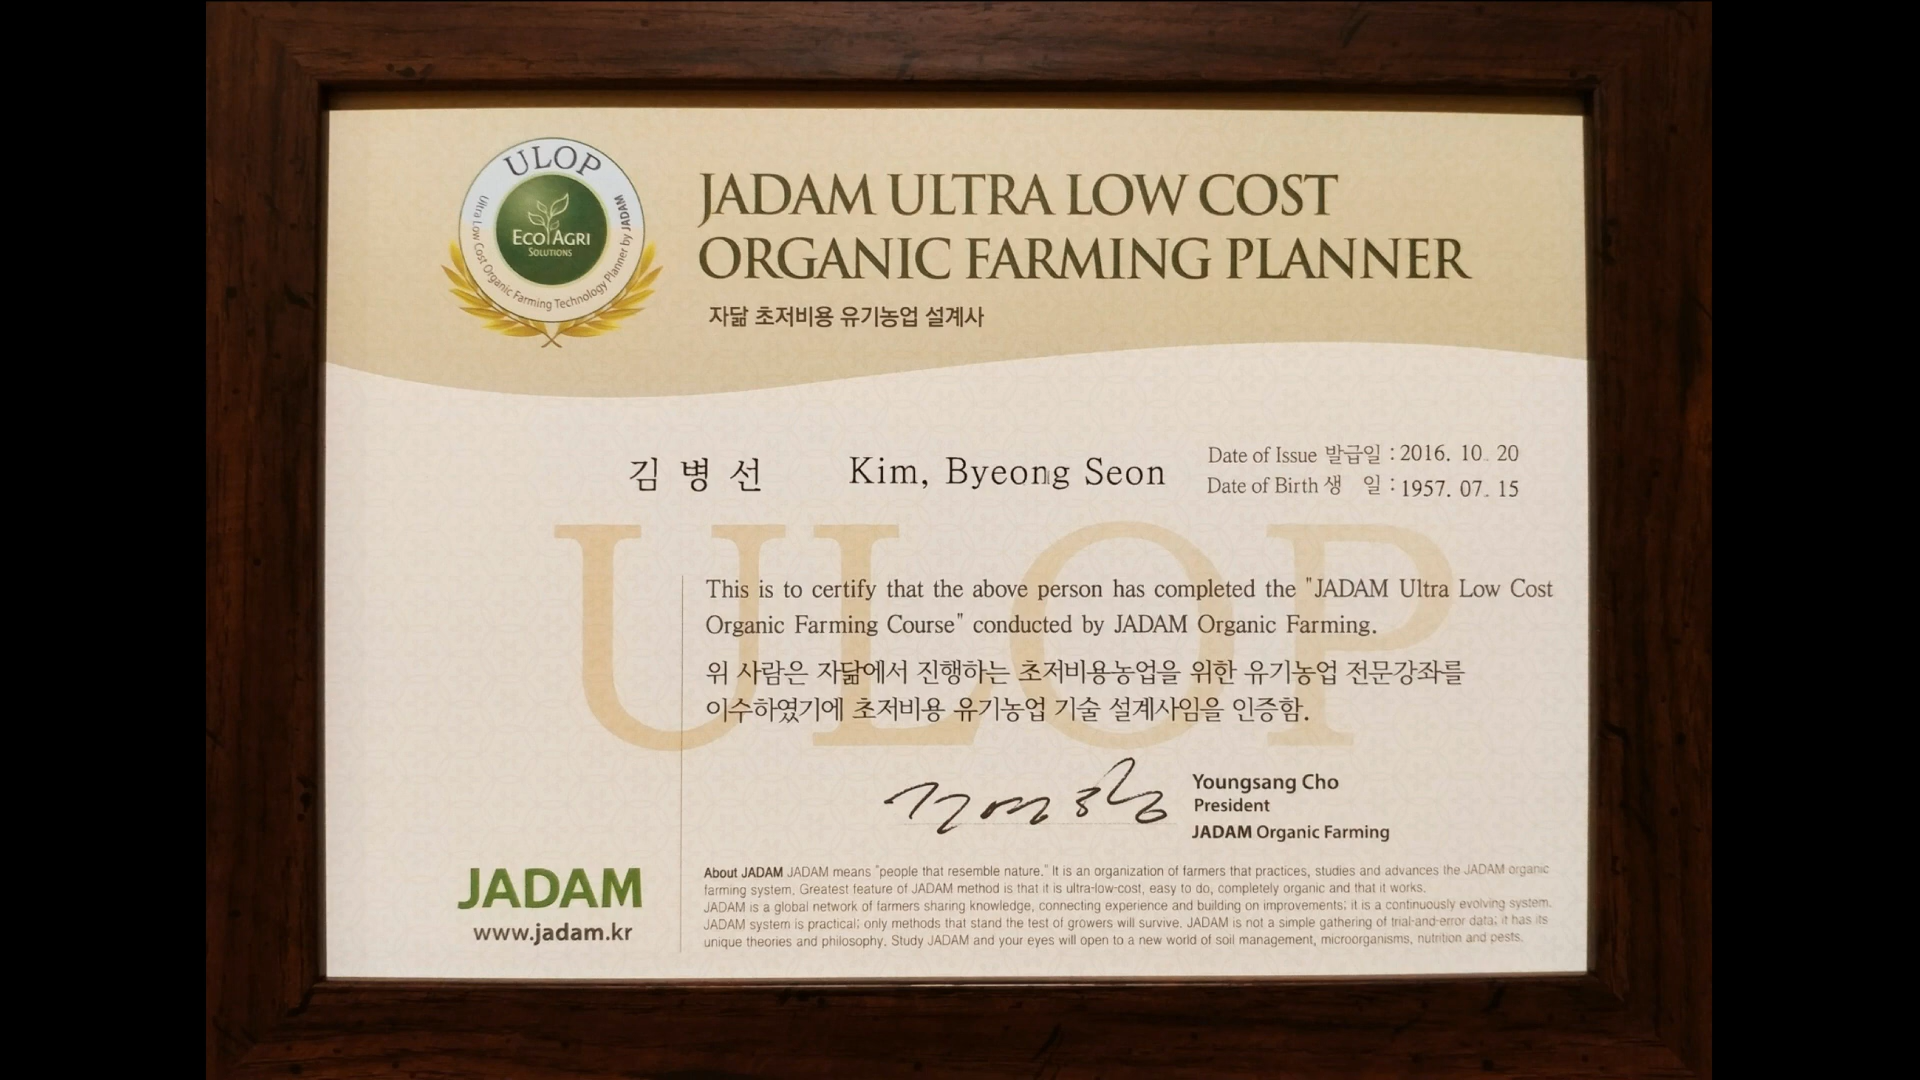 ULOP
Ultra Low Cost Organic Farming Technology Planner by JADAM
ECO AGRI
SOLUTIONS
JADAM ULTRA LOW COST
ORGANIC FARMING PLANNER
자닮 초저비용 유기농업 설계사
김 병 선 Kim, Byeong Seon
Date of Issue 발급일 : 2016. 10. 20
Date of Birth 생 일 : 1957. 07. 15
ULOP
This is to certify that the above person has completed the "JADAM Ultra Low Cost
Organic Farming Course" conducted by JADAM Organic Farming.
위 사람은 자닮에서 진행하는 초저비용농업을 위한 유기농업 전문강좌를
이수하였기에 초저비용 유기농업 기술 설계사임을 인증함.
Youngsang Cho
President
JADAM Organic Farming
JADAM
www.jadam.kr
About JADAM JADAM means "people that resemble nature." It is an organization of farmers that practices, studies and advances the JADAM organic
farming system. Greatest feature of JADAM method is that it is ultra-low-cost, easy to do, completely organic and that it works.
JADAM is a global network of farmers sharing knowledge, connecting experience and building on improvements; it is a continuously evolving system.
JADAM system is practical; only methods that stand the test of growers will survive. JADAM is not a simple gathering of trial-and-error data; it has its
unique theories and philosophy. Study JADAM and your eyes will open to a new world of soil management, microorganisms, nutrition and pests.